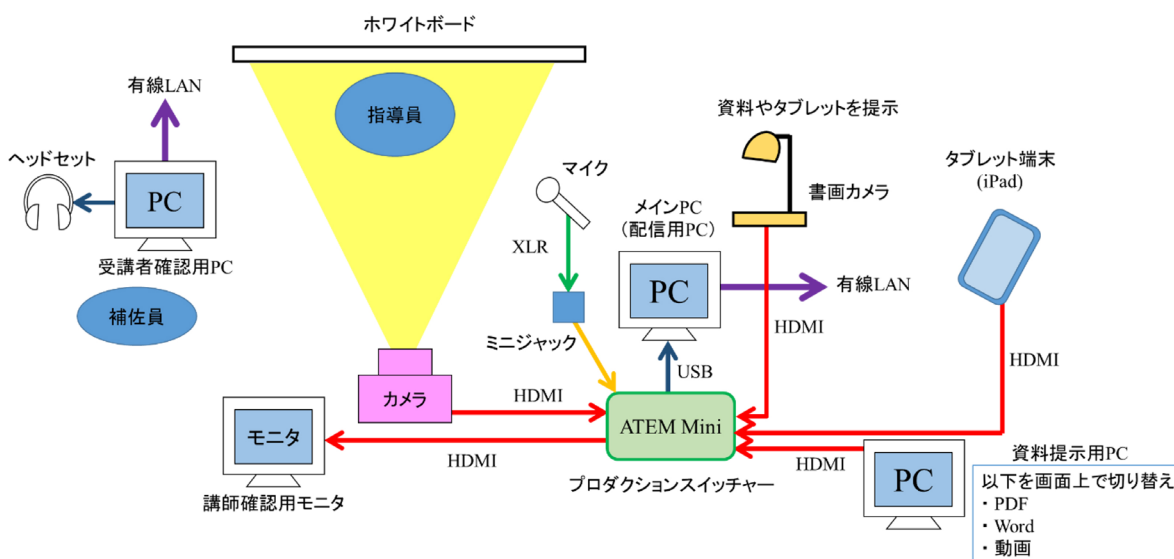 ホワイトボード
有線LAN
指導員
資料やタブレットを提示
ヘッドセット
PC
受講者確認用PC
補佐員
マイク
XLR
ミニジャック
メインPC
(配信用PC)
PC
有線LAN
書画カメラ
HDMI
タブレット端末
(iPad)
HDMI
USB
カメラ
HDMI
ATEM Mini
プロダクションスイッチャー
モニタ
HDMI
講師確認用モニタ
HDMI
資料提示用PC
PC
以下を画面上で切り替え
・PDF
・Word
・動画